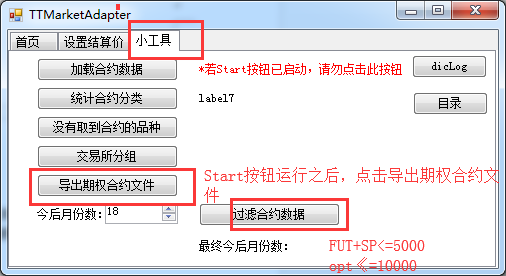 TTMarketAdapter
首页 设置结算价 小工具
加载合约数据 *若Start按钮已启动，请勿点击此按钮 dicLog
统计合约分类 label7 目录
没有取到合约的品种
交易所分组
导出期权合约文件 Start按钮运行之后，点击导出期权合约文
件
今后月份数: 18 过滤合约数据
最终今后月份数: FUT+SP<=5000
opt <=10000